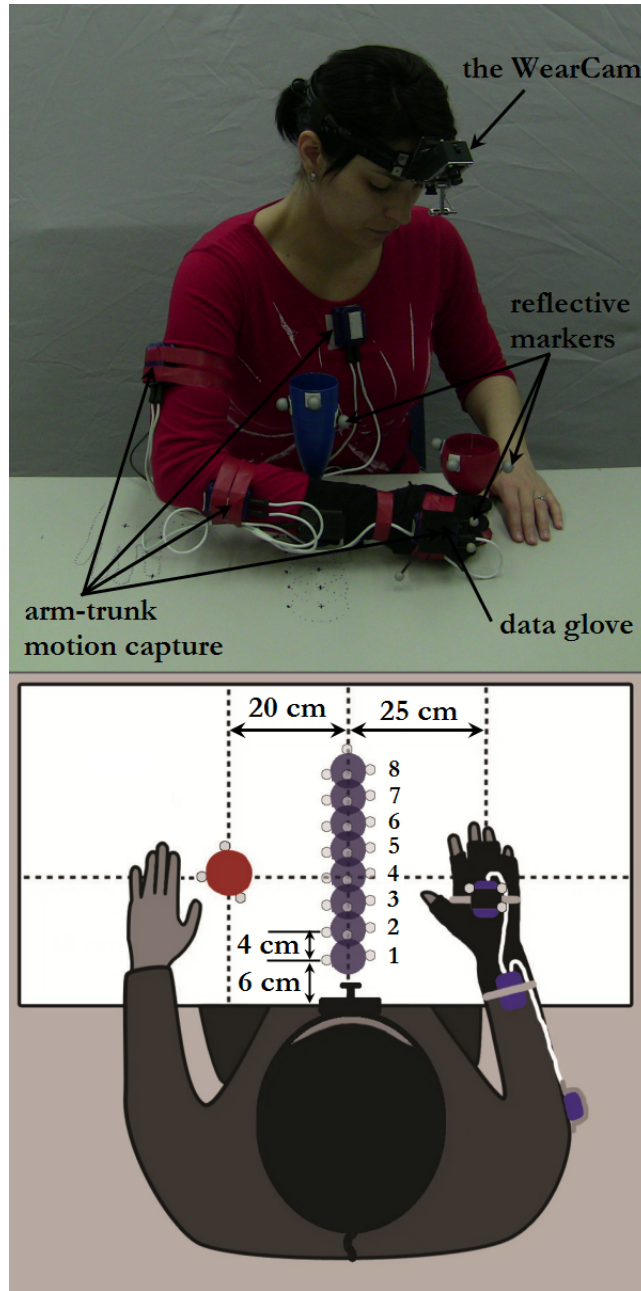 the WearCam
reflective
markers
arm-trunk
motion capture
data glove
20 cm
25 cm
8
7
6
5
4
3
2
1
4 cm
6 cm